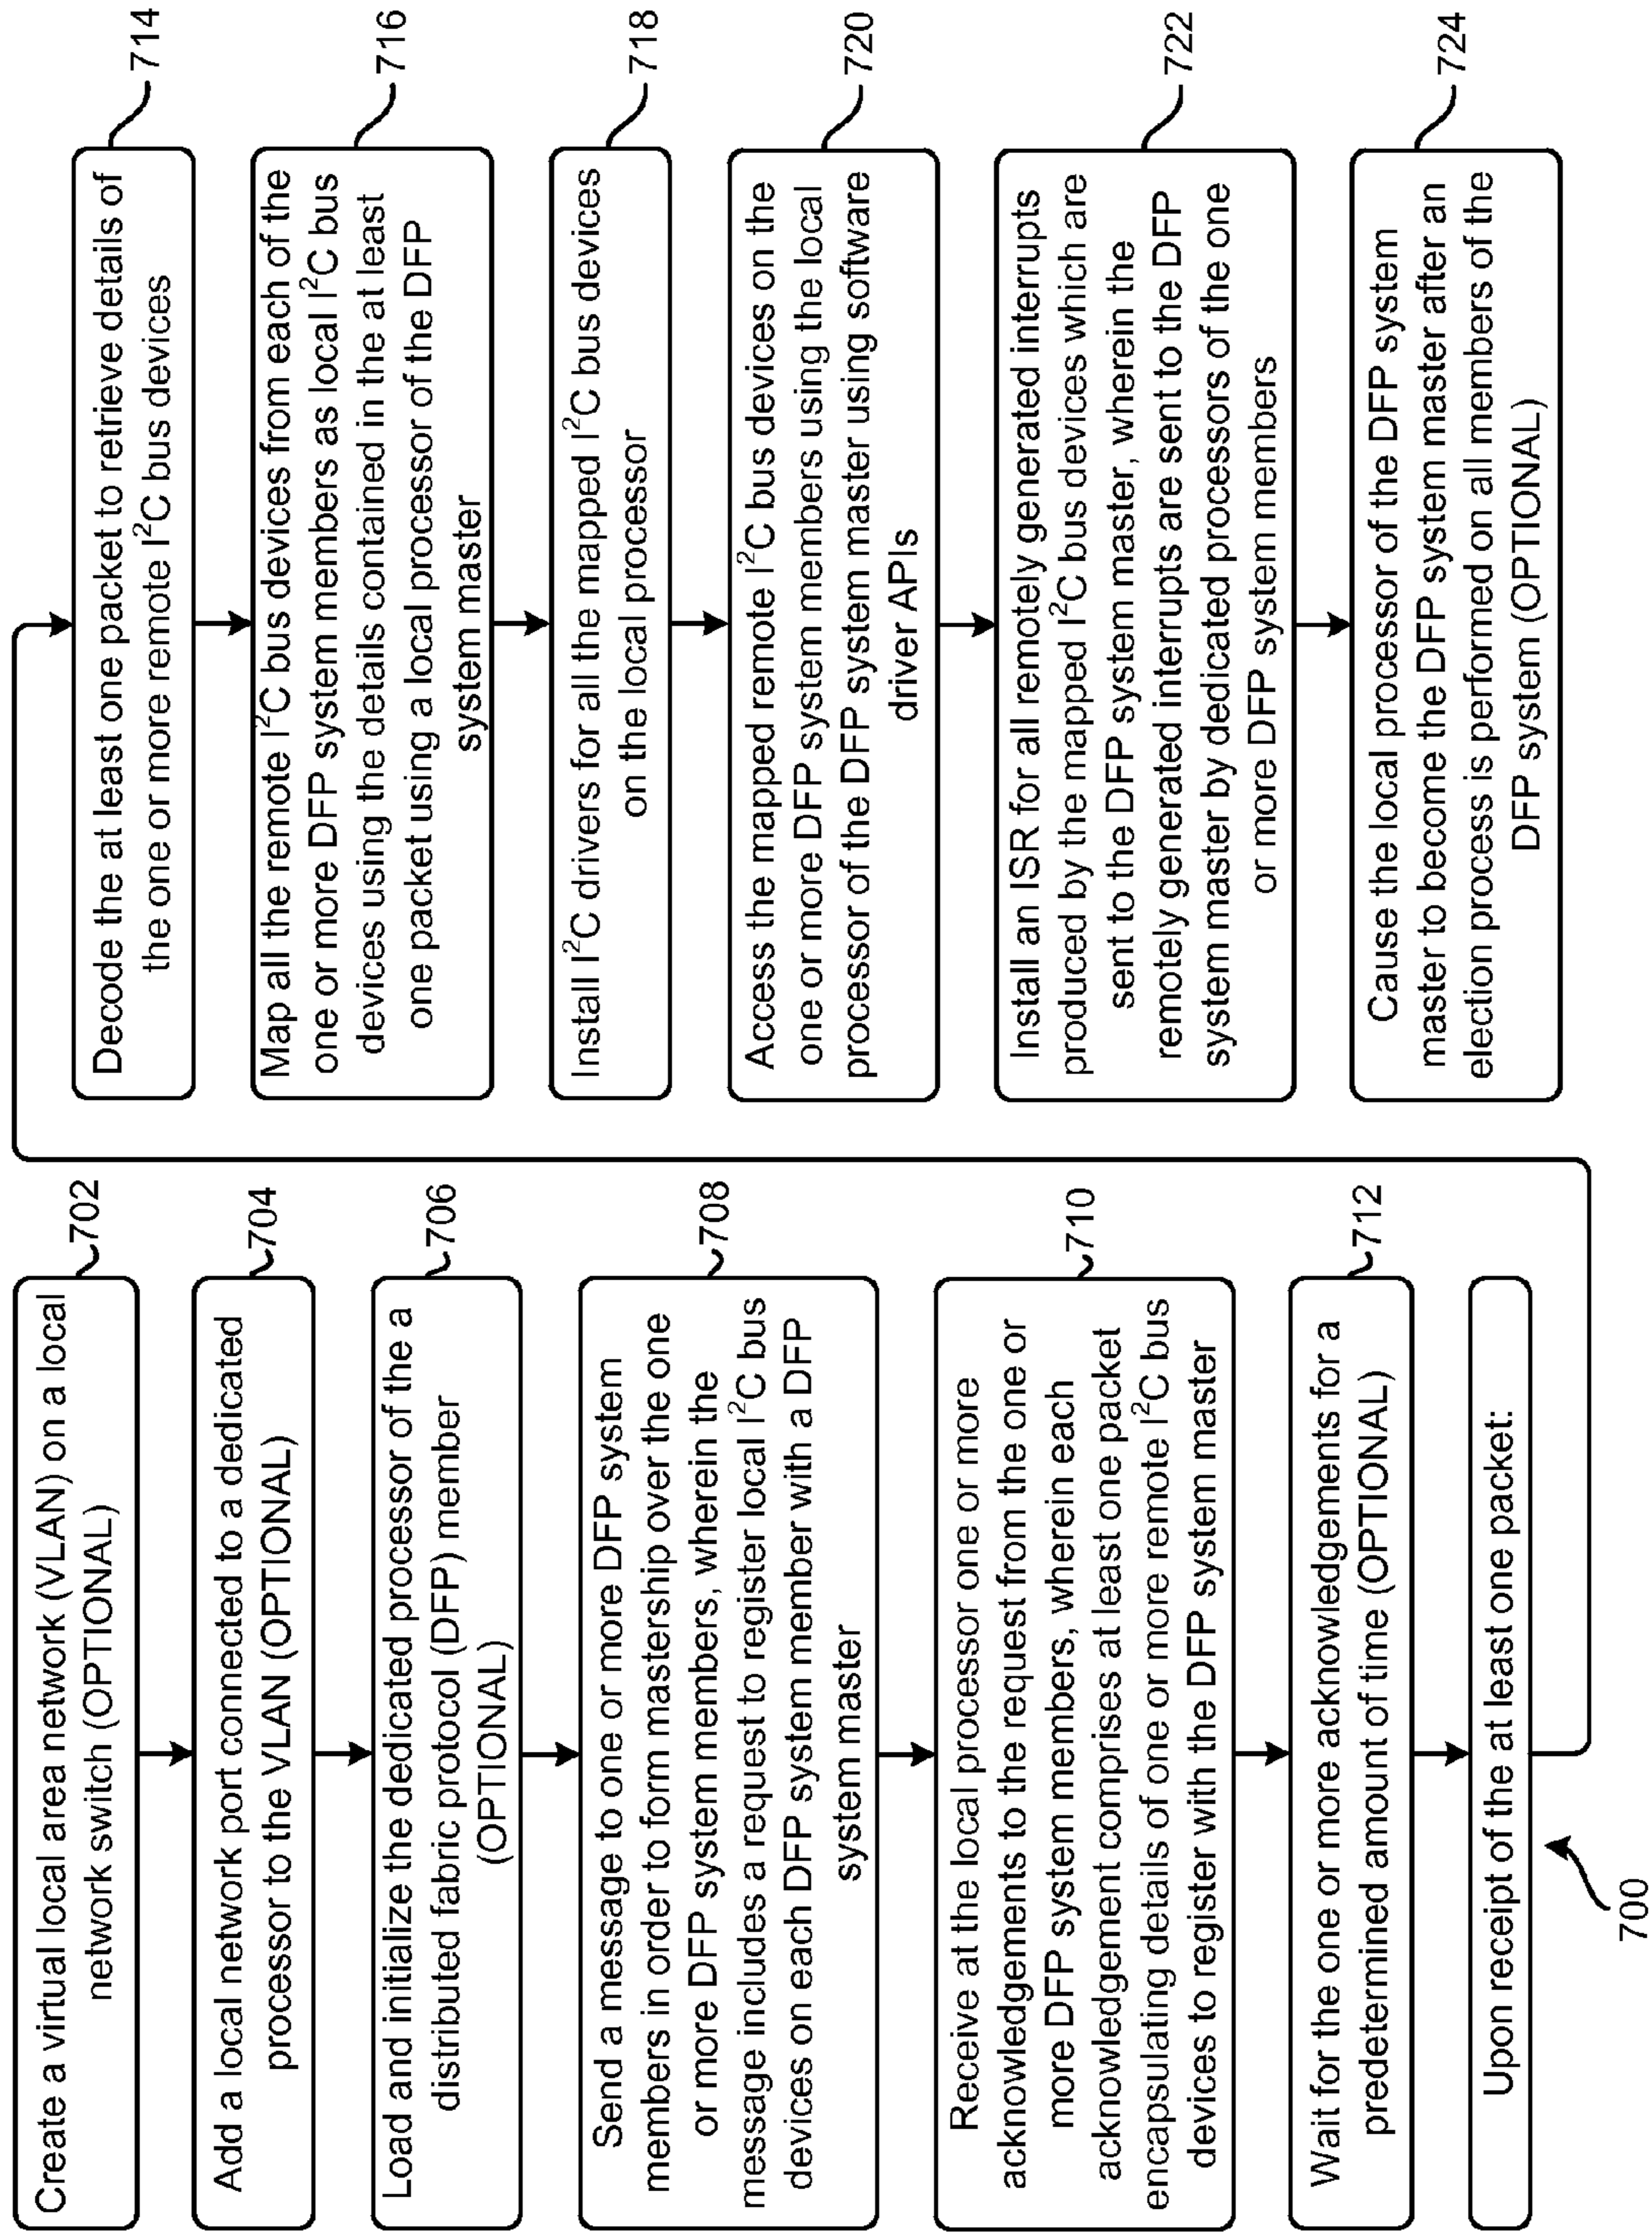 Create a virtual local area network (VLAN) on a local
network switch (OPTIONAL)
702
Add a local network port connected to a dedicated
processor to the VLAN (OPTIONAL)
704
Load and initialize the dedicated processor of the a
distributed fabric protocol (DFP) member
(OPTIONAL)
706
Send a message to one or more DFP system
members in order to form mastership over the one
or more DFP system members, wherein the
message includes a request to register local I²C bus
devices on each DFP system member with a DFP
system master
708
Receive at the local processor one or more
acknowledgements to the request from the one or
more DFP system members, wherein each
acknowledgement comprises at least one packet
encapsulating details of one or more remote I²C bus
devices to register with the DFP system master
710
Wait for the one or more acknowledgements for a
predetermined amount of time (OPTIONAL)
712
Upon receipt of the at least one packet:
700
Decode the at least one packet to retrieve details of
the one or more remote I²C bus devices
714
Map all the remote I²C bus devices from each of the
one or more DFP system members as local I²C bus
devices using the details contained in the at least
one packet using a local processor of the DFP
system master
716
Install I²C drivers for all the mapped I²C bus devices
on the local processor
718
Access the mapped remote I²C bus devices on the
one or more DFP system members using the local
processor of the DFP system master using software
driver APIs
720
Install an ISR for all remotely generated interrupts
produced by the mapped I²C bus devices which are
sent to the DFP system master, wherein the
remotely generated interrupts are sent to the DFP
system master by dedicated processors of the one
or more DFP system members
722
Cause the local processor of the DFP system
master to become the DFP system master after an
election process is performed on all members of the
DFP system (OPTIONAL)
724